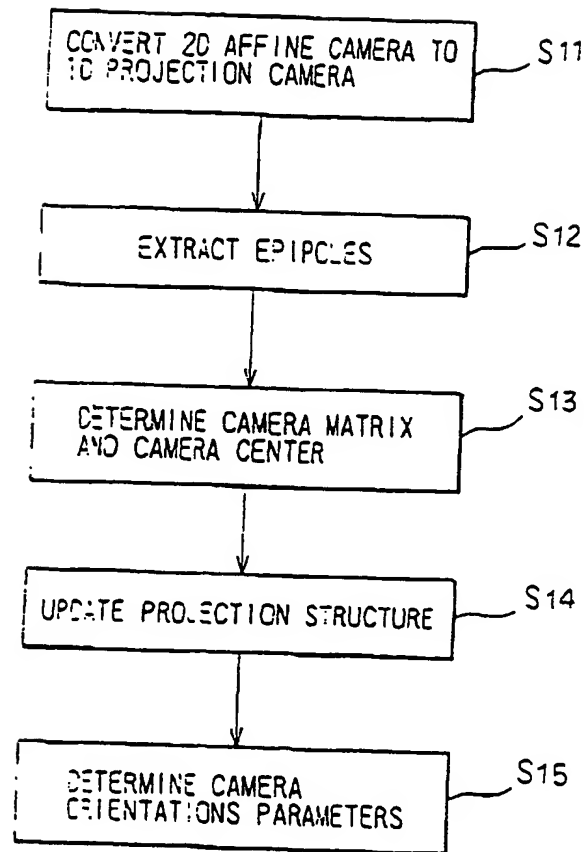 CONVERT 2D AFFINE CAMERA TO
1D PROJECTION CAMERA
S11
EXTRACT EPIPOLES
S12
DETERMINE CAMERA MATRIX
AND CAMERA CENTER
S13
UPDATE PROJECTION STRUCTURE
S14
DETERMINE CAMERA
ORIENTATIONS PARAMETERS
S15